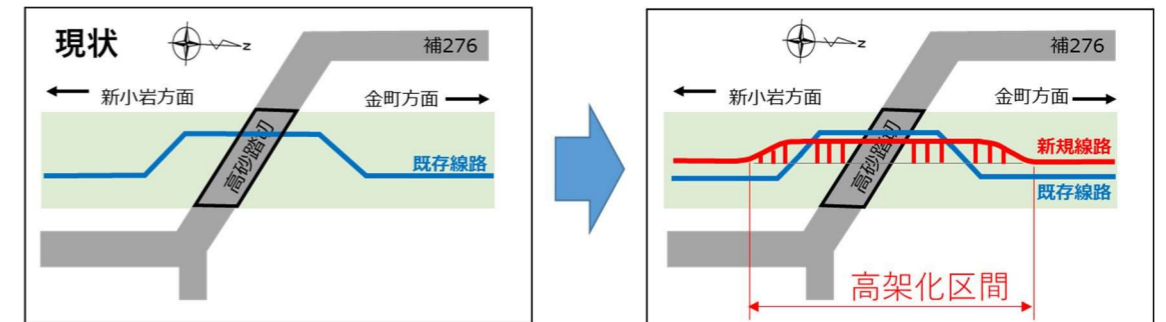 現状
z
補276
新小岩方面
金町方面
高砂踏切
既存線路
z
補276
新小岩方面
金町方面
新規線路
高砂踏切
既存線路
高架化区間